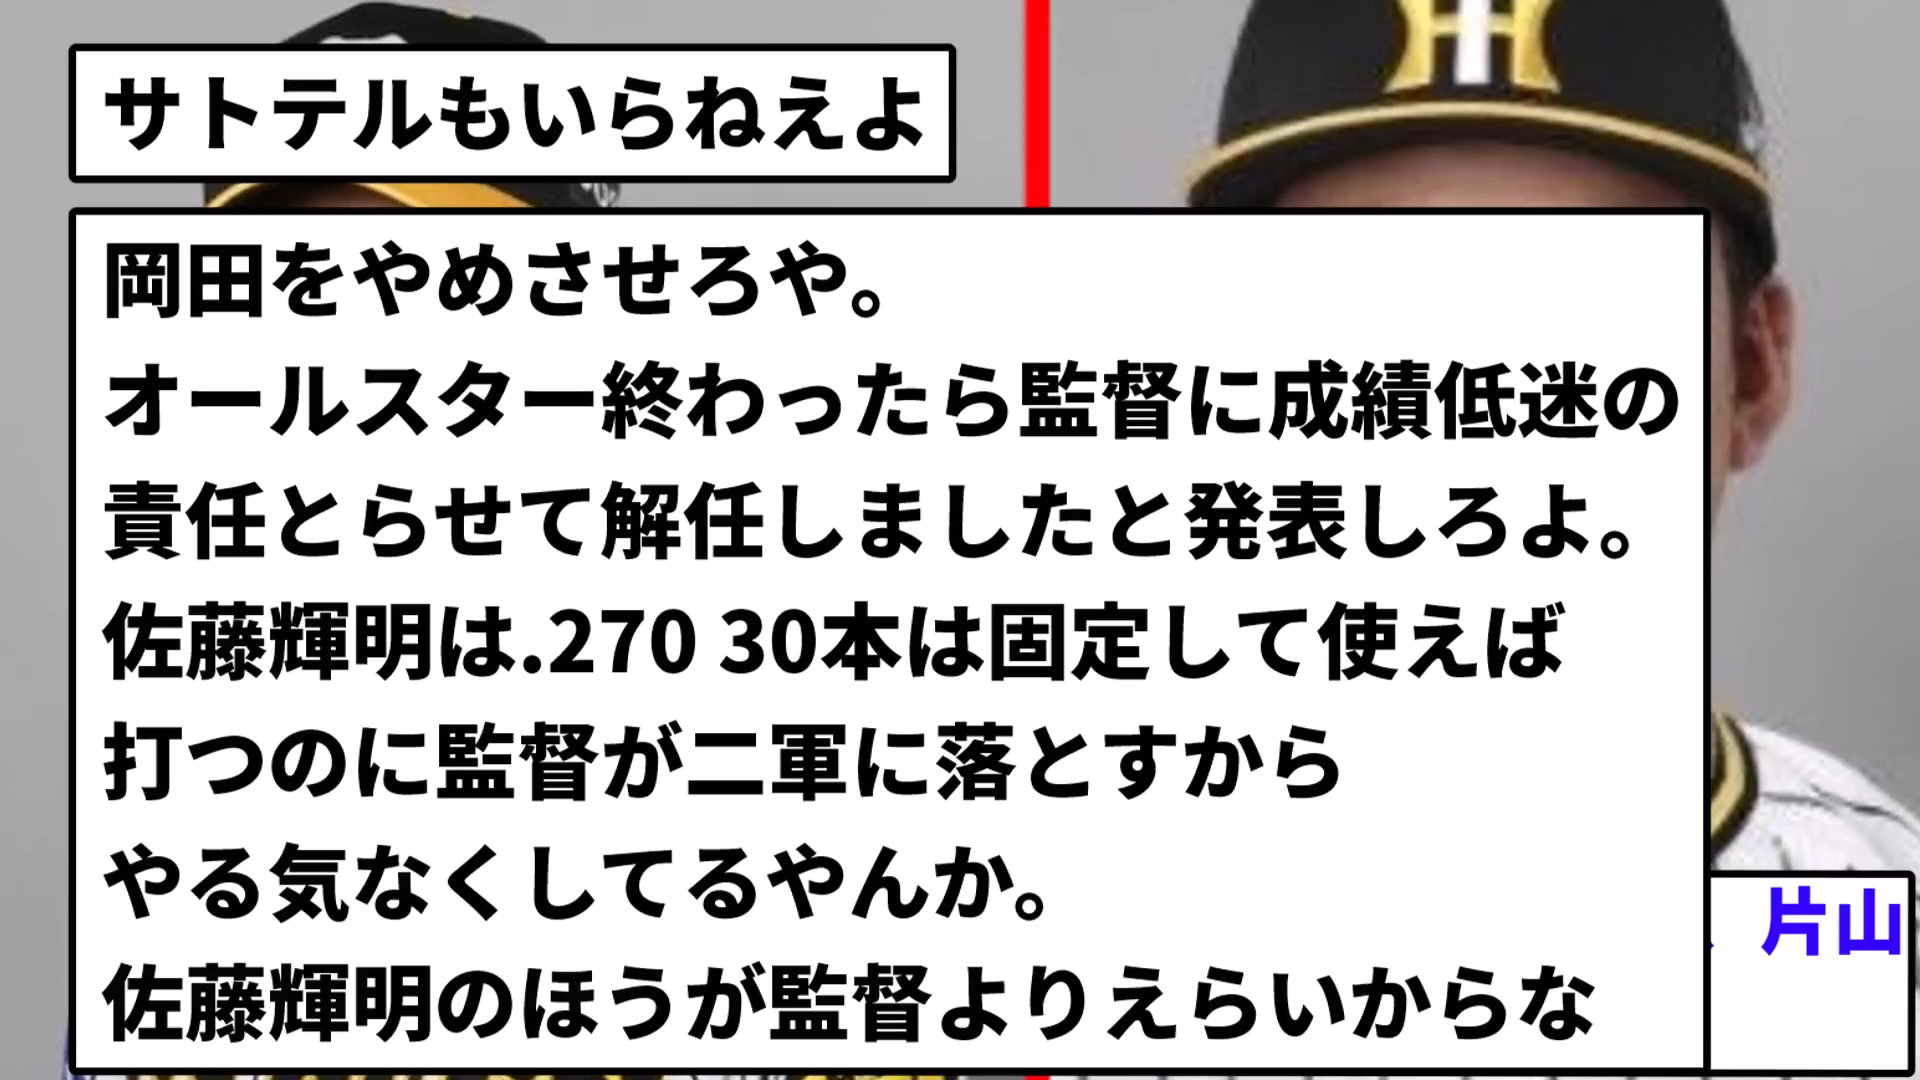 サトテルもいらねえよ
岡田をやめさせろや。
オールスター終わったら監督に成績低迷の
責任とらせて解任しましたと発表しろよ。
佐藤輝明は.270 30本は固定して使えば
打つのに監督が二軍に落とすから
やる気なくしてるやんか。
佐藤輝明のほうが監督よりえらいからな
片山